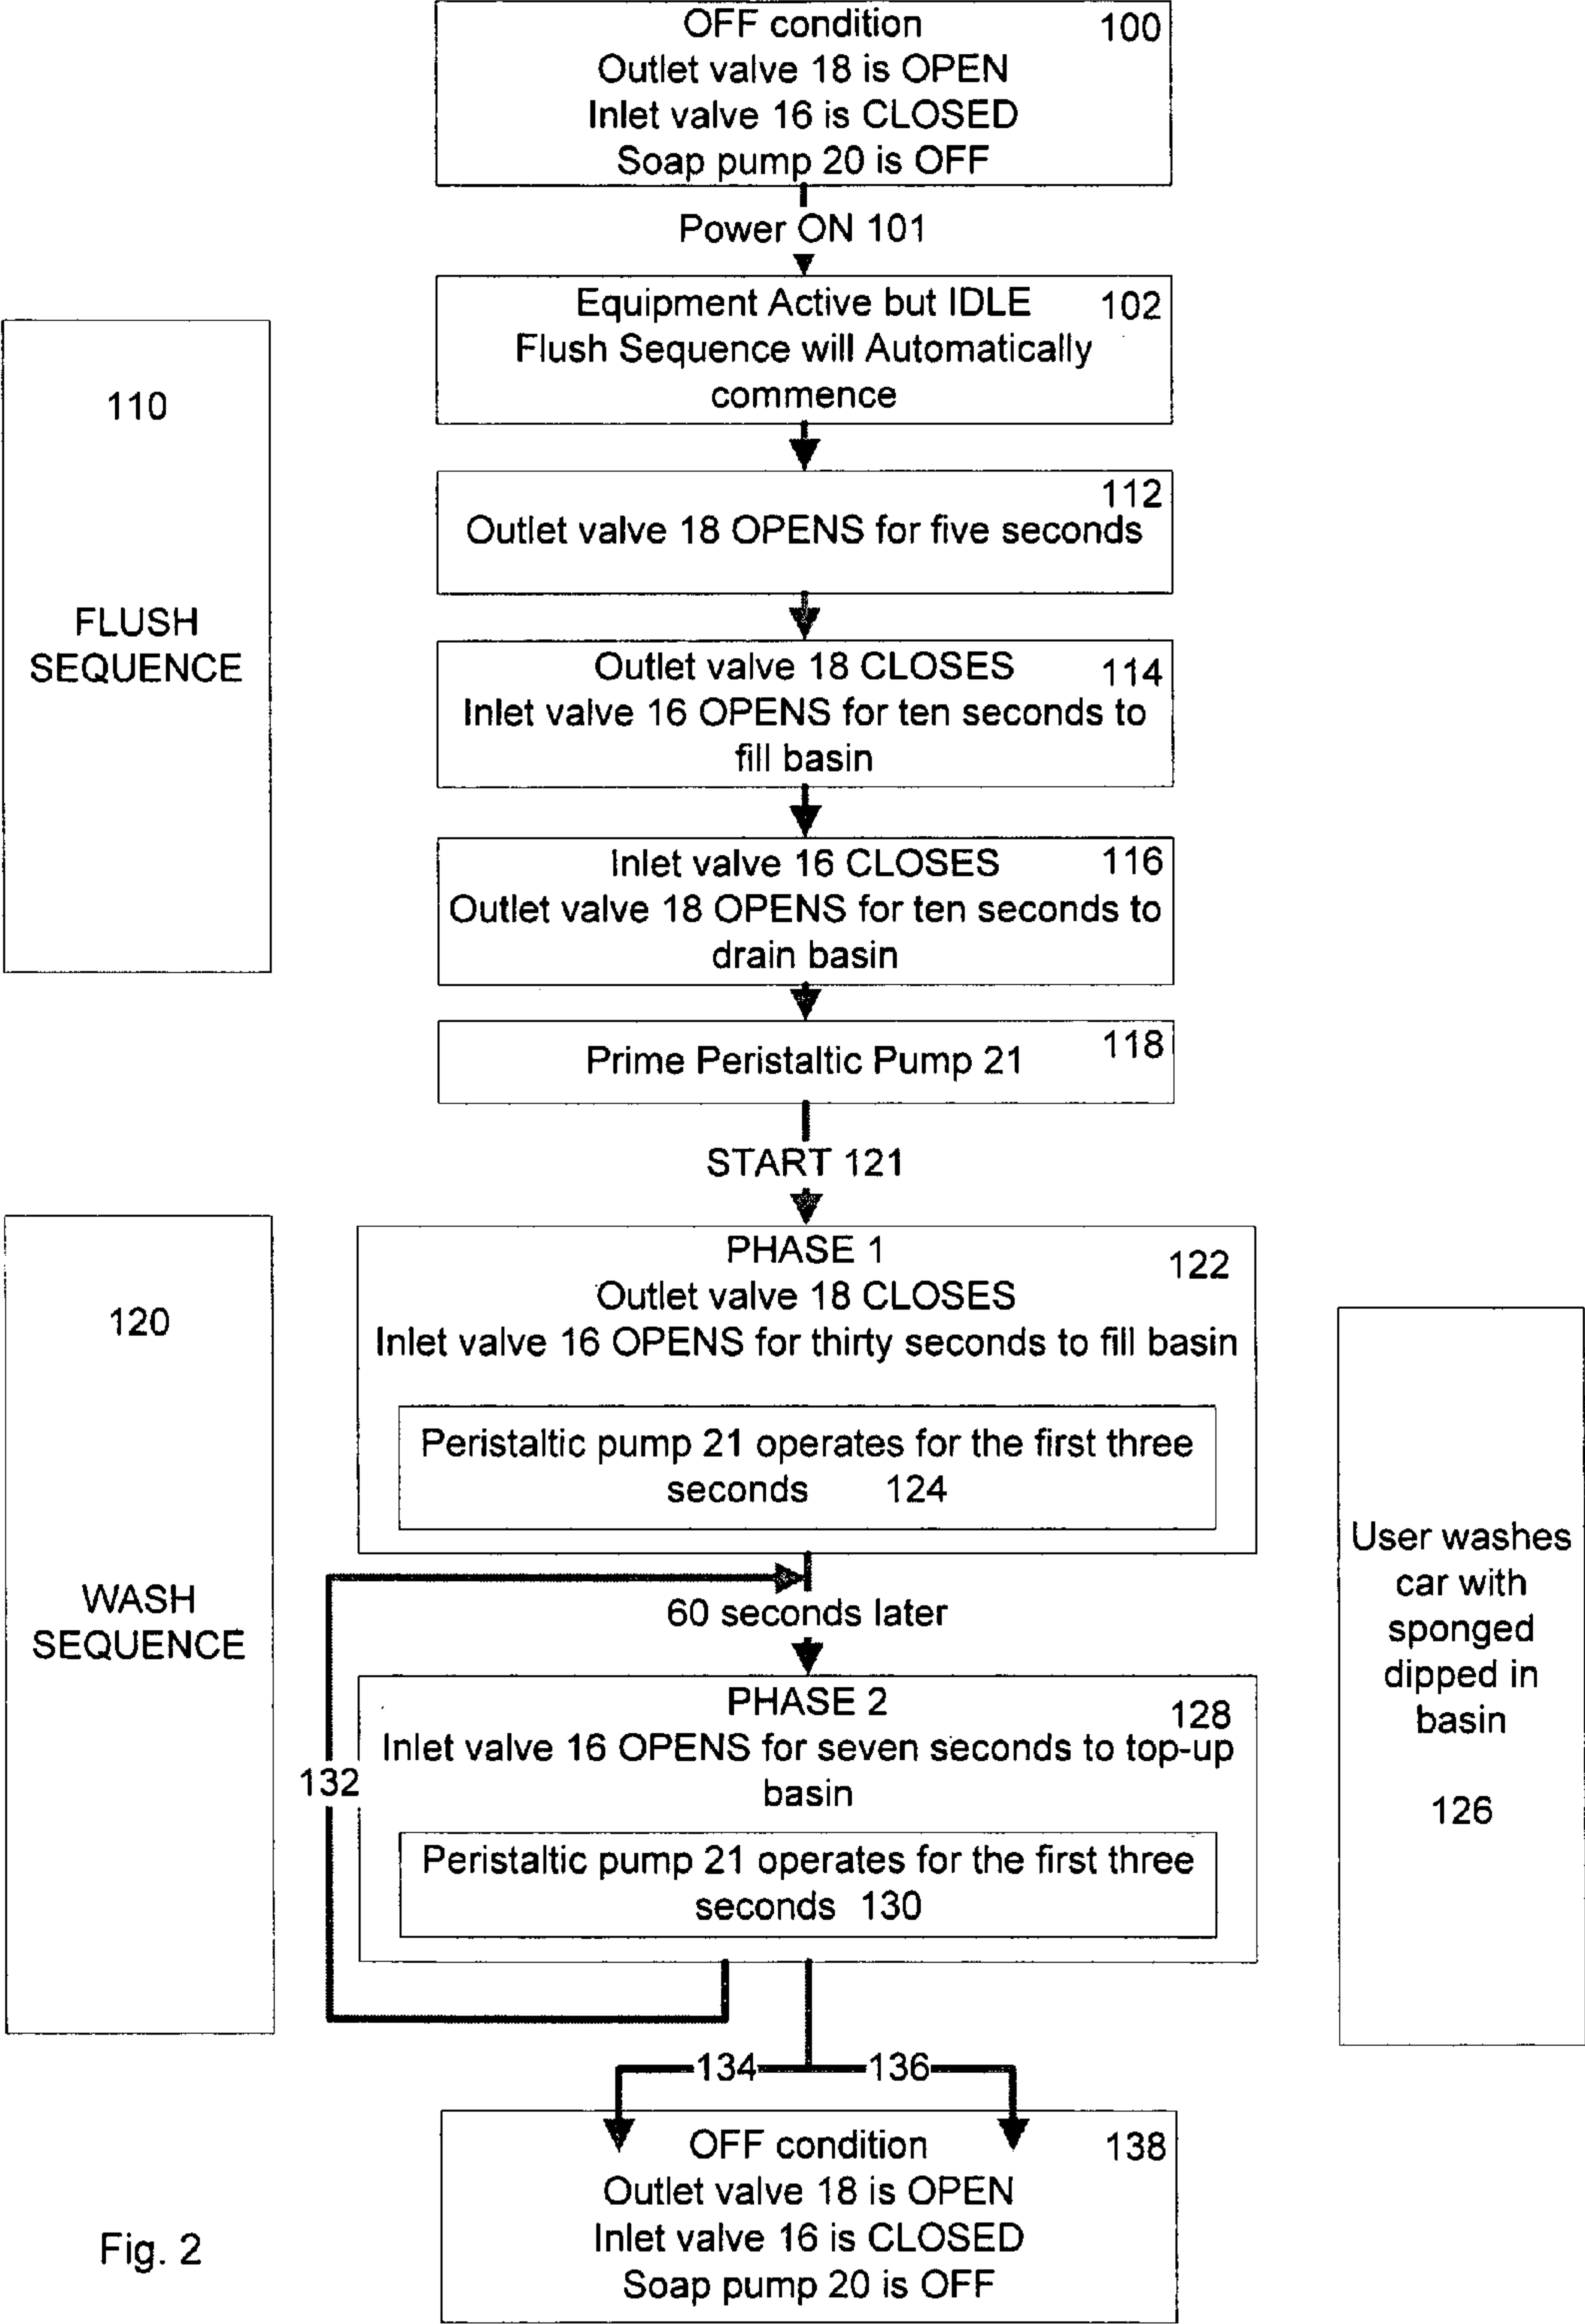 OFF condition 100
Outlet valve 18 is OPEN
Inlet valve 16 is CLOSED
Soap pump 20 is OFF
Power ON 101
Equipment Active but IDLE 102
Flush Sequence will Automatically
commence
110
FLUSH
SEQUENCE
112
Outlet valve 18 OPENS for five seconds
Outlet valve 18 CLOSES 114
Inlet valve 16 OPENS for ten seconds to
fill basin
Inlet valve 16 CLOSES 116
Outlet valve 18 OPENS for ten seconds to
drain basin
Prime Peristaltic Pump 21 118
START 121
120
WASH
SEQUENCE
PHASE 1 122
Outlet valve 18 CLOSES
Inlet valve 16 OPENS for thirty seconds to fill basin
Peristaltic pump 21 operates for the first three
seconds 124
60 seconds later
PHASE 2 128
Inlet valve 16 OPENS for seven seconds to top-up
basin
132
Peristaltic pump 21 operates for the first three
seconds 130
User washes
car with
sponged
dipped in
basin
126
134 136
OFF condition 138
Outlet valve 18 is OPEN
Inlet valve 16 is CLOSED
Soap pump 20 is OFF
Fig. 2